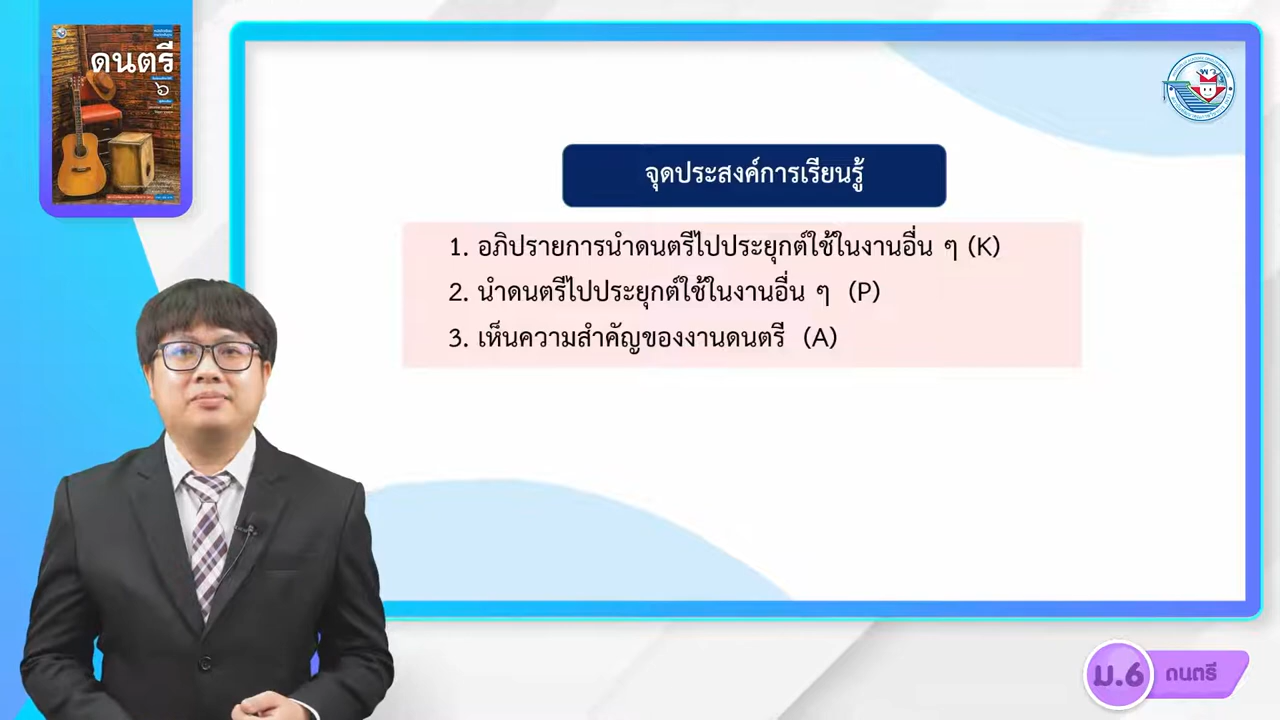 ดนตรี
๖
จุดประสงค์การเรียนรู้
1. อภิปรายการนำดนตรีไปประยุกต์ใช้ในงานอื่น ๆ (K)
2. นำดนตรีไปประยุกต์ใช้ในงานอื่น ๆ (P)
3. เห็นความสำคัญของงานดนตรี (A)
ม.6 ดนตรี